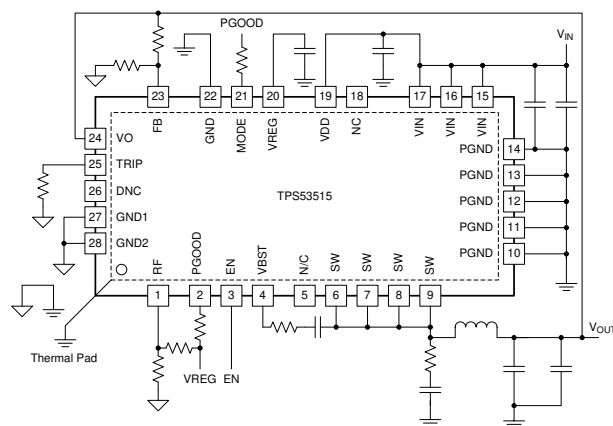 PGOOD
V_IN
23 22 21 20 19 18 17 16 15
FB GND MODE VREG VDD NC VIN VIN VIN
24 VO
25 TRIP
26 DNC
27 GND1
28 GND2
TPS53515
PGND 14
PGND 13
PGND 12
PGND 11
PGND 10
RF PGOOD EN VBST N/C SW SW SW SW
1 2 3 4 5 6 7 8 9
Thermal Pad
VREG EN
V_OUT